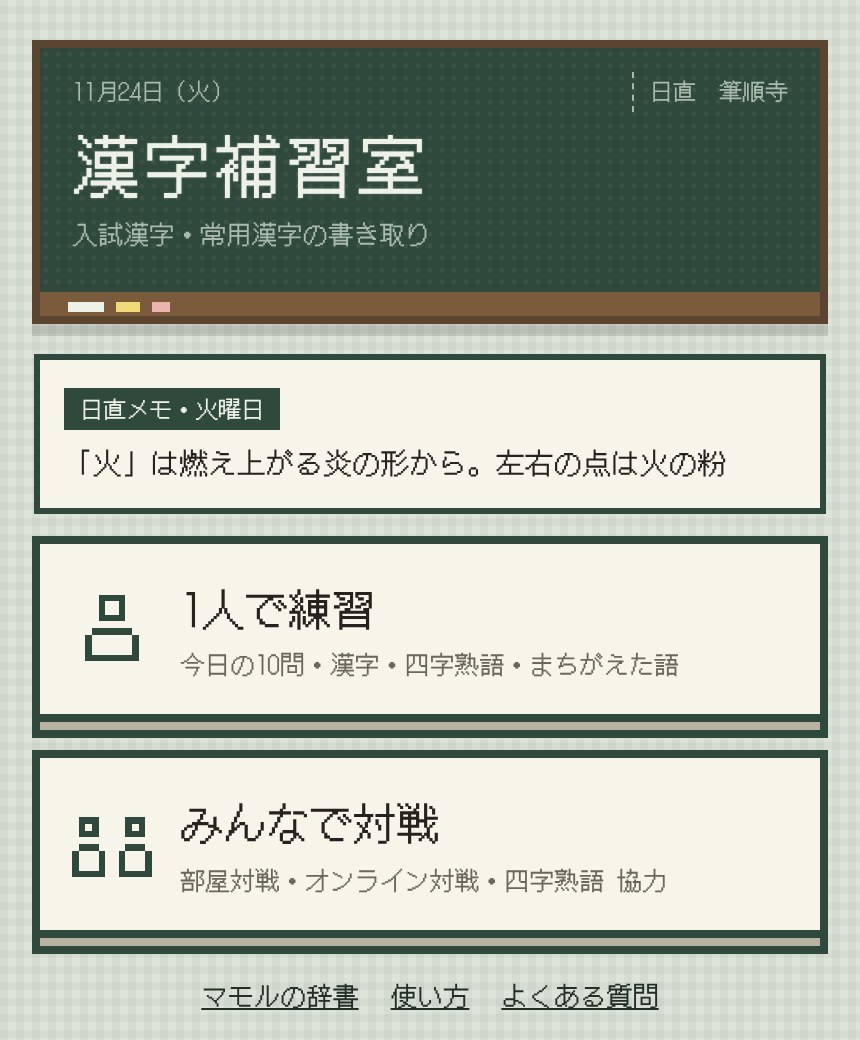 11月24日（火）
日直　筆順寺
漢字補習室
入試漢字・常用漢字の書き取り
日直メモ・火曜日
「火」は燃え上がる炎の形から。左右の点は火の粉
1人で練習
今日の10問・漢字・四字熟語・まちがえた語
みんなで対戦
部屋対戦・オンライン対戦・四字熟語 協力
マモルの辞書　使い方　よくある質問